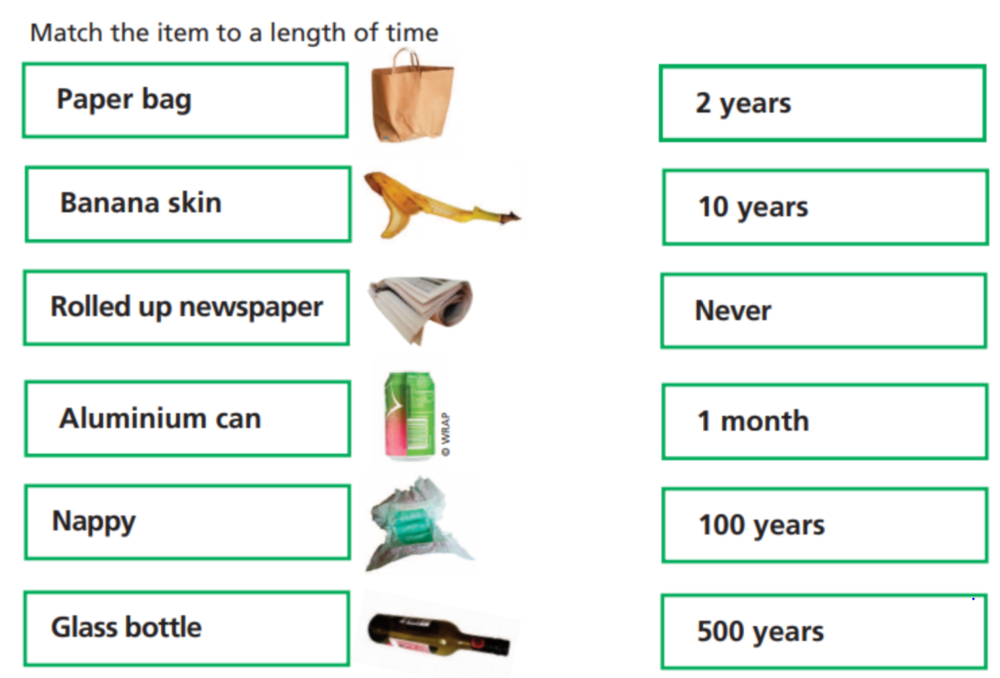 Match the item to a length of time
Paper bag
2 years
Banana skin
10 years
Rolled up newspaper
Never
Aluminium can
© WRAP
1 month
Nappy
100 years
Glass bottle
500 years